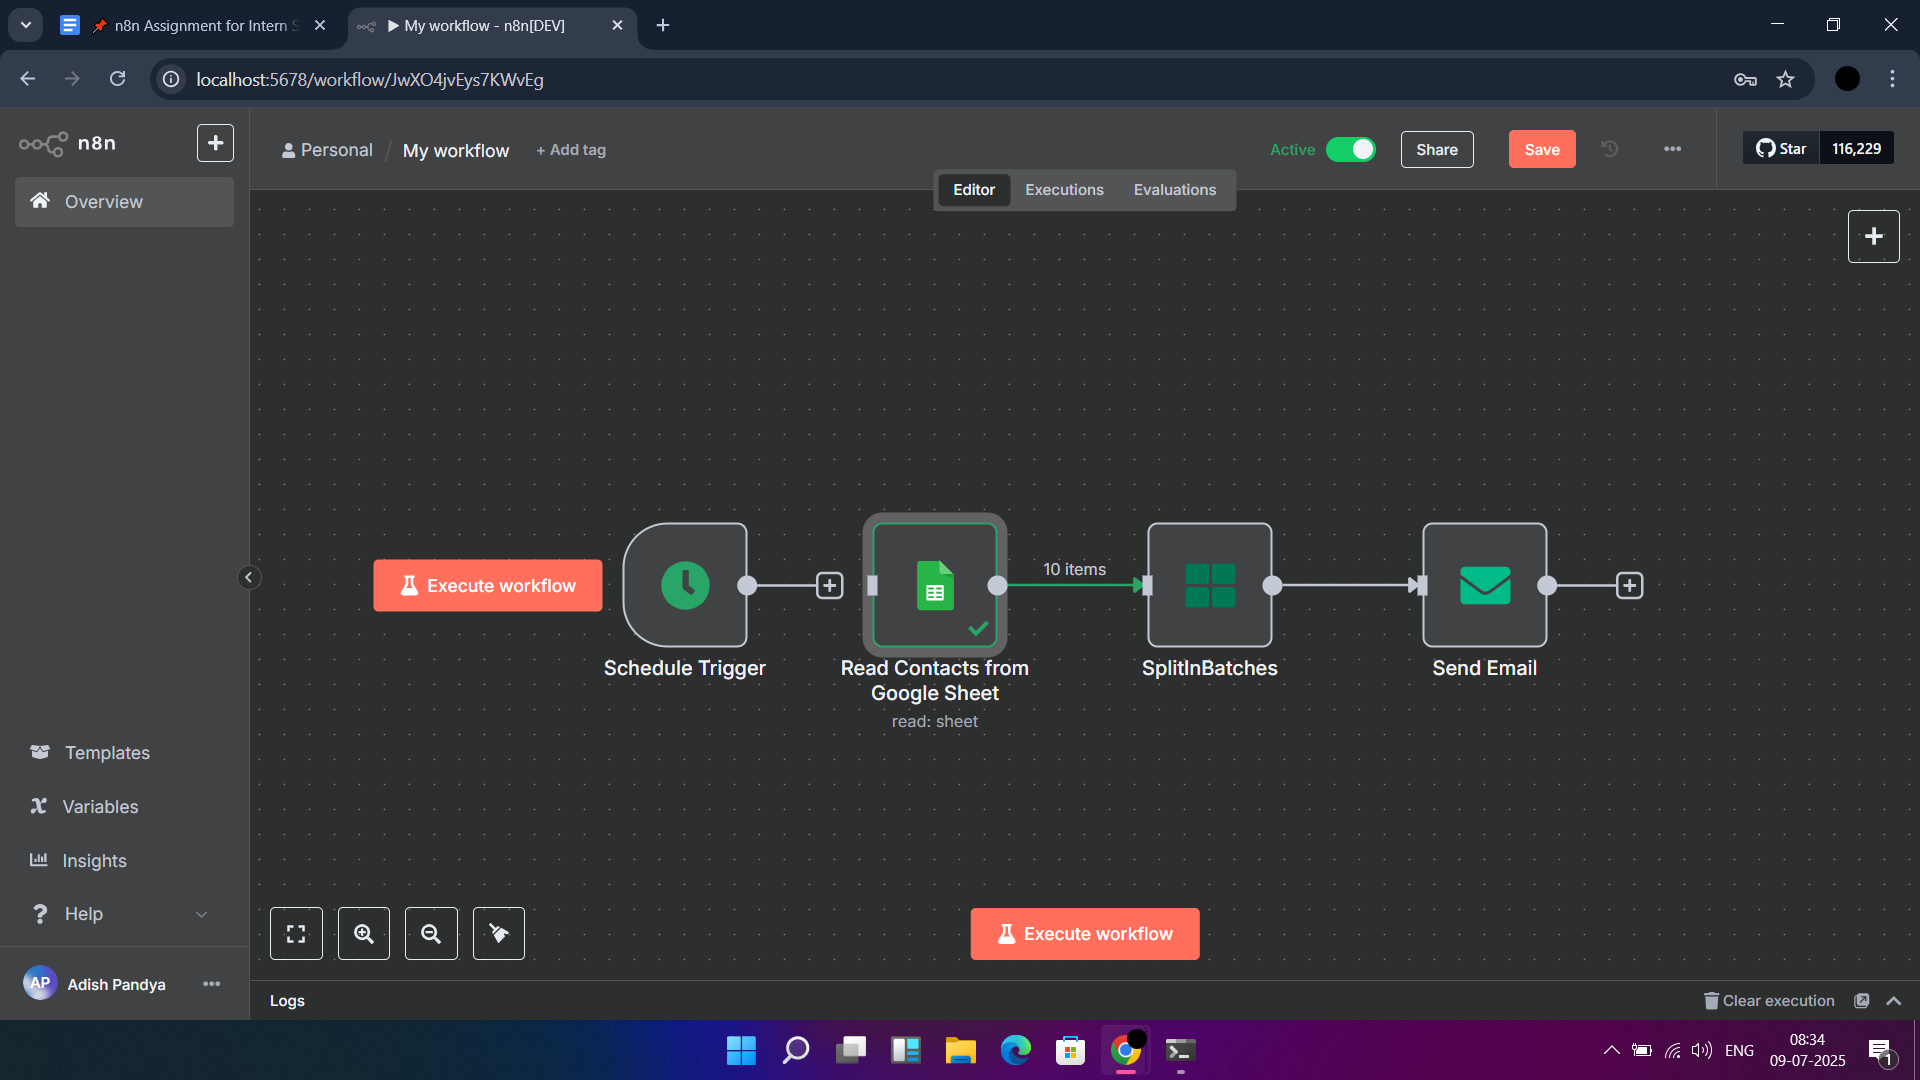 n8n Assignment for Intern S
My workflow - n8n[DEV]
localhost:5678/workflow/JwXO4jvEys7KWvEg
n8n
Personal / My workflow + Add tag
Active
Share
Save
Star 116,229
Editor Executions Evaluations
Overview
Execute workflow
10 items
Schedule Trigger
Read Contacts from
Google Sheet
read: sheet
SplitInBatches
Send Email
Templates
Variables
Insights
Help
Execute workflow
AP Adish Pandya
Logs
Clear execution
ENG
08:34
09-07-2025
1